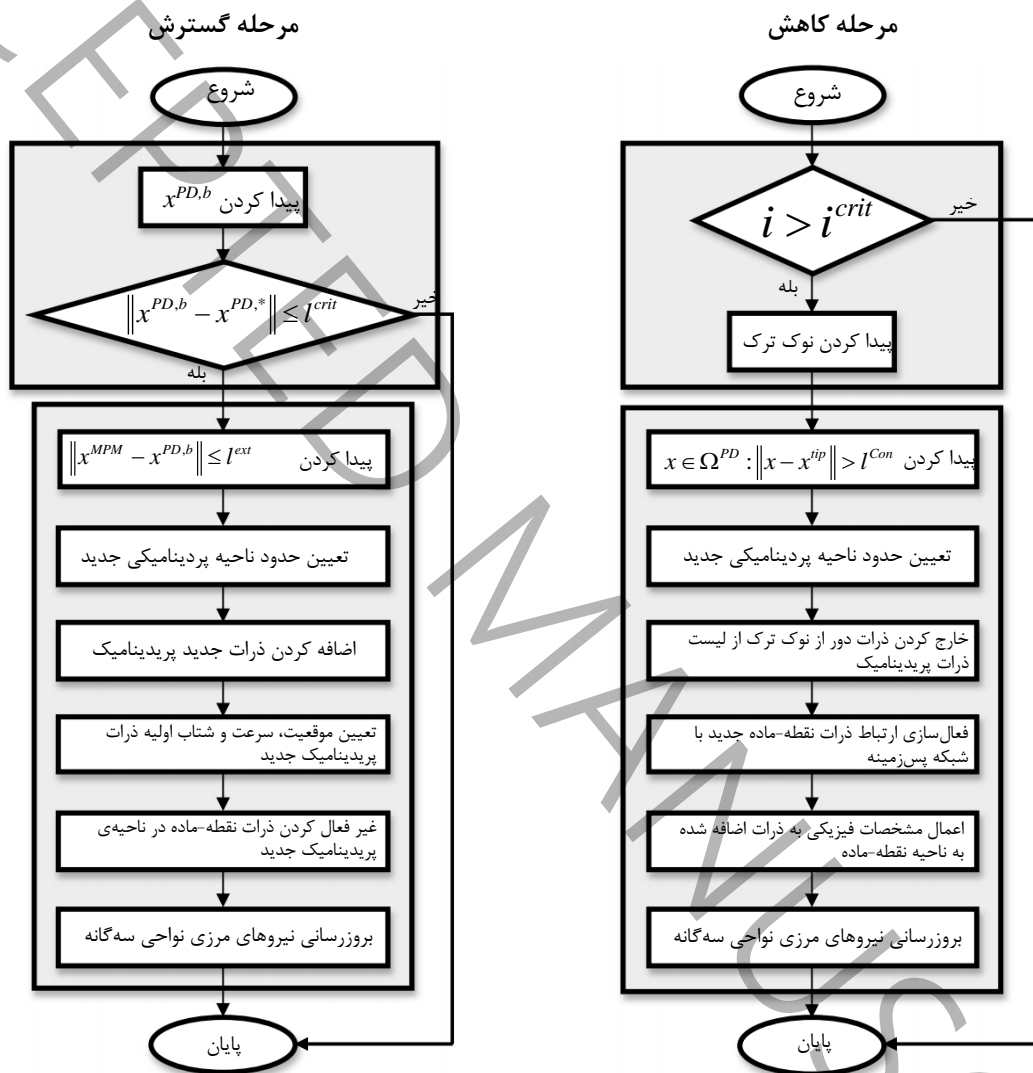 مرحله گسترش
شروع
پیدا کردن x^{PD,b}
‖x^{PD,b} − x^{PD,*}‖ ≤ l^{crit}
خیر
بله
پیدا کردن ‖x^{MPM} − x^{PD,b}‖ ≤ l^{ext}
تعیین حدود ناحیه پردینامیکی جدید
اضافه کردن ذرات جدید پریدینامیک
تعیین موقعیت، سرعت و شتاب اولیه ذرات
پریدینامیک جدید
غیر فعال کردن ذرات نقطه-ماده در ناحیه‌ی
پریدینامیک جدید
بروزرسانی نیروهای مرزی نواحی سه‌گانه
پایان
مرحله کاهش
شروع
i > i^{crit}
خیر
بله
پیدا کردن نوک ترک
پیدا کردن x ∈ Ω^{PD} : ‖x − x^{tip}‖ > l^{Con}
تعیین حدود ناحیه پردینامیکی جدید
خارج کردن ذرات دور از نوک ترک از لیست
ذرات پریدینامیک
فعال‌سازی ارتباط ذرات نقطه-ماده جدید با
شبکه پس‌زمینه
اعمال مشخصات فیزیکی به ذرات اضافه شده
به ناحیه نقطه-ماده
بروزرسانی نیروهای مرزی نواحی سه‌گانه
پایان
EPTED MANUS